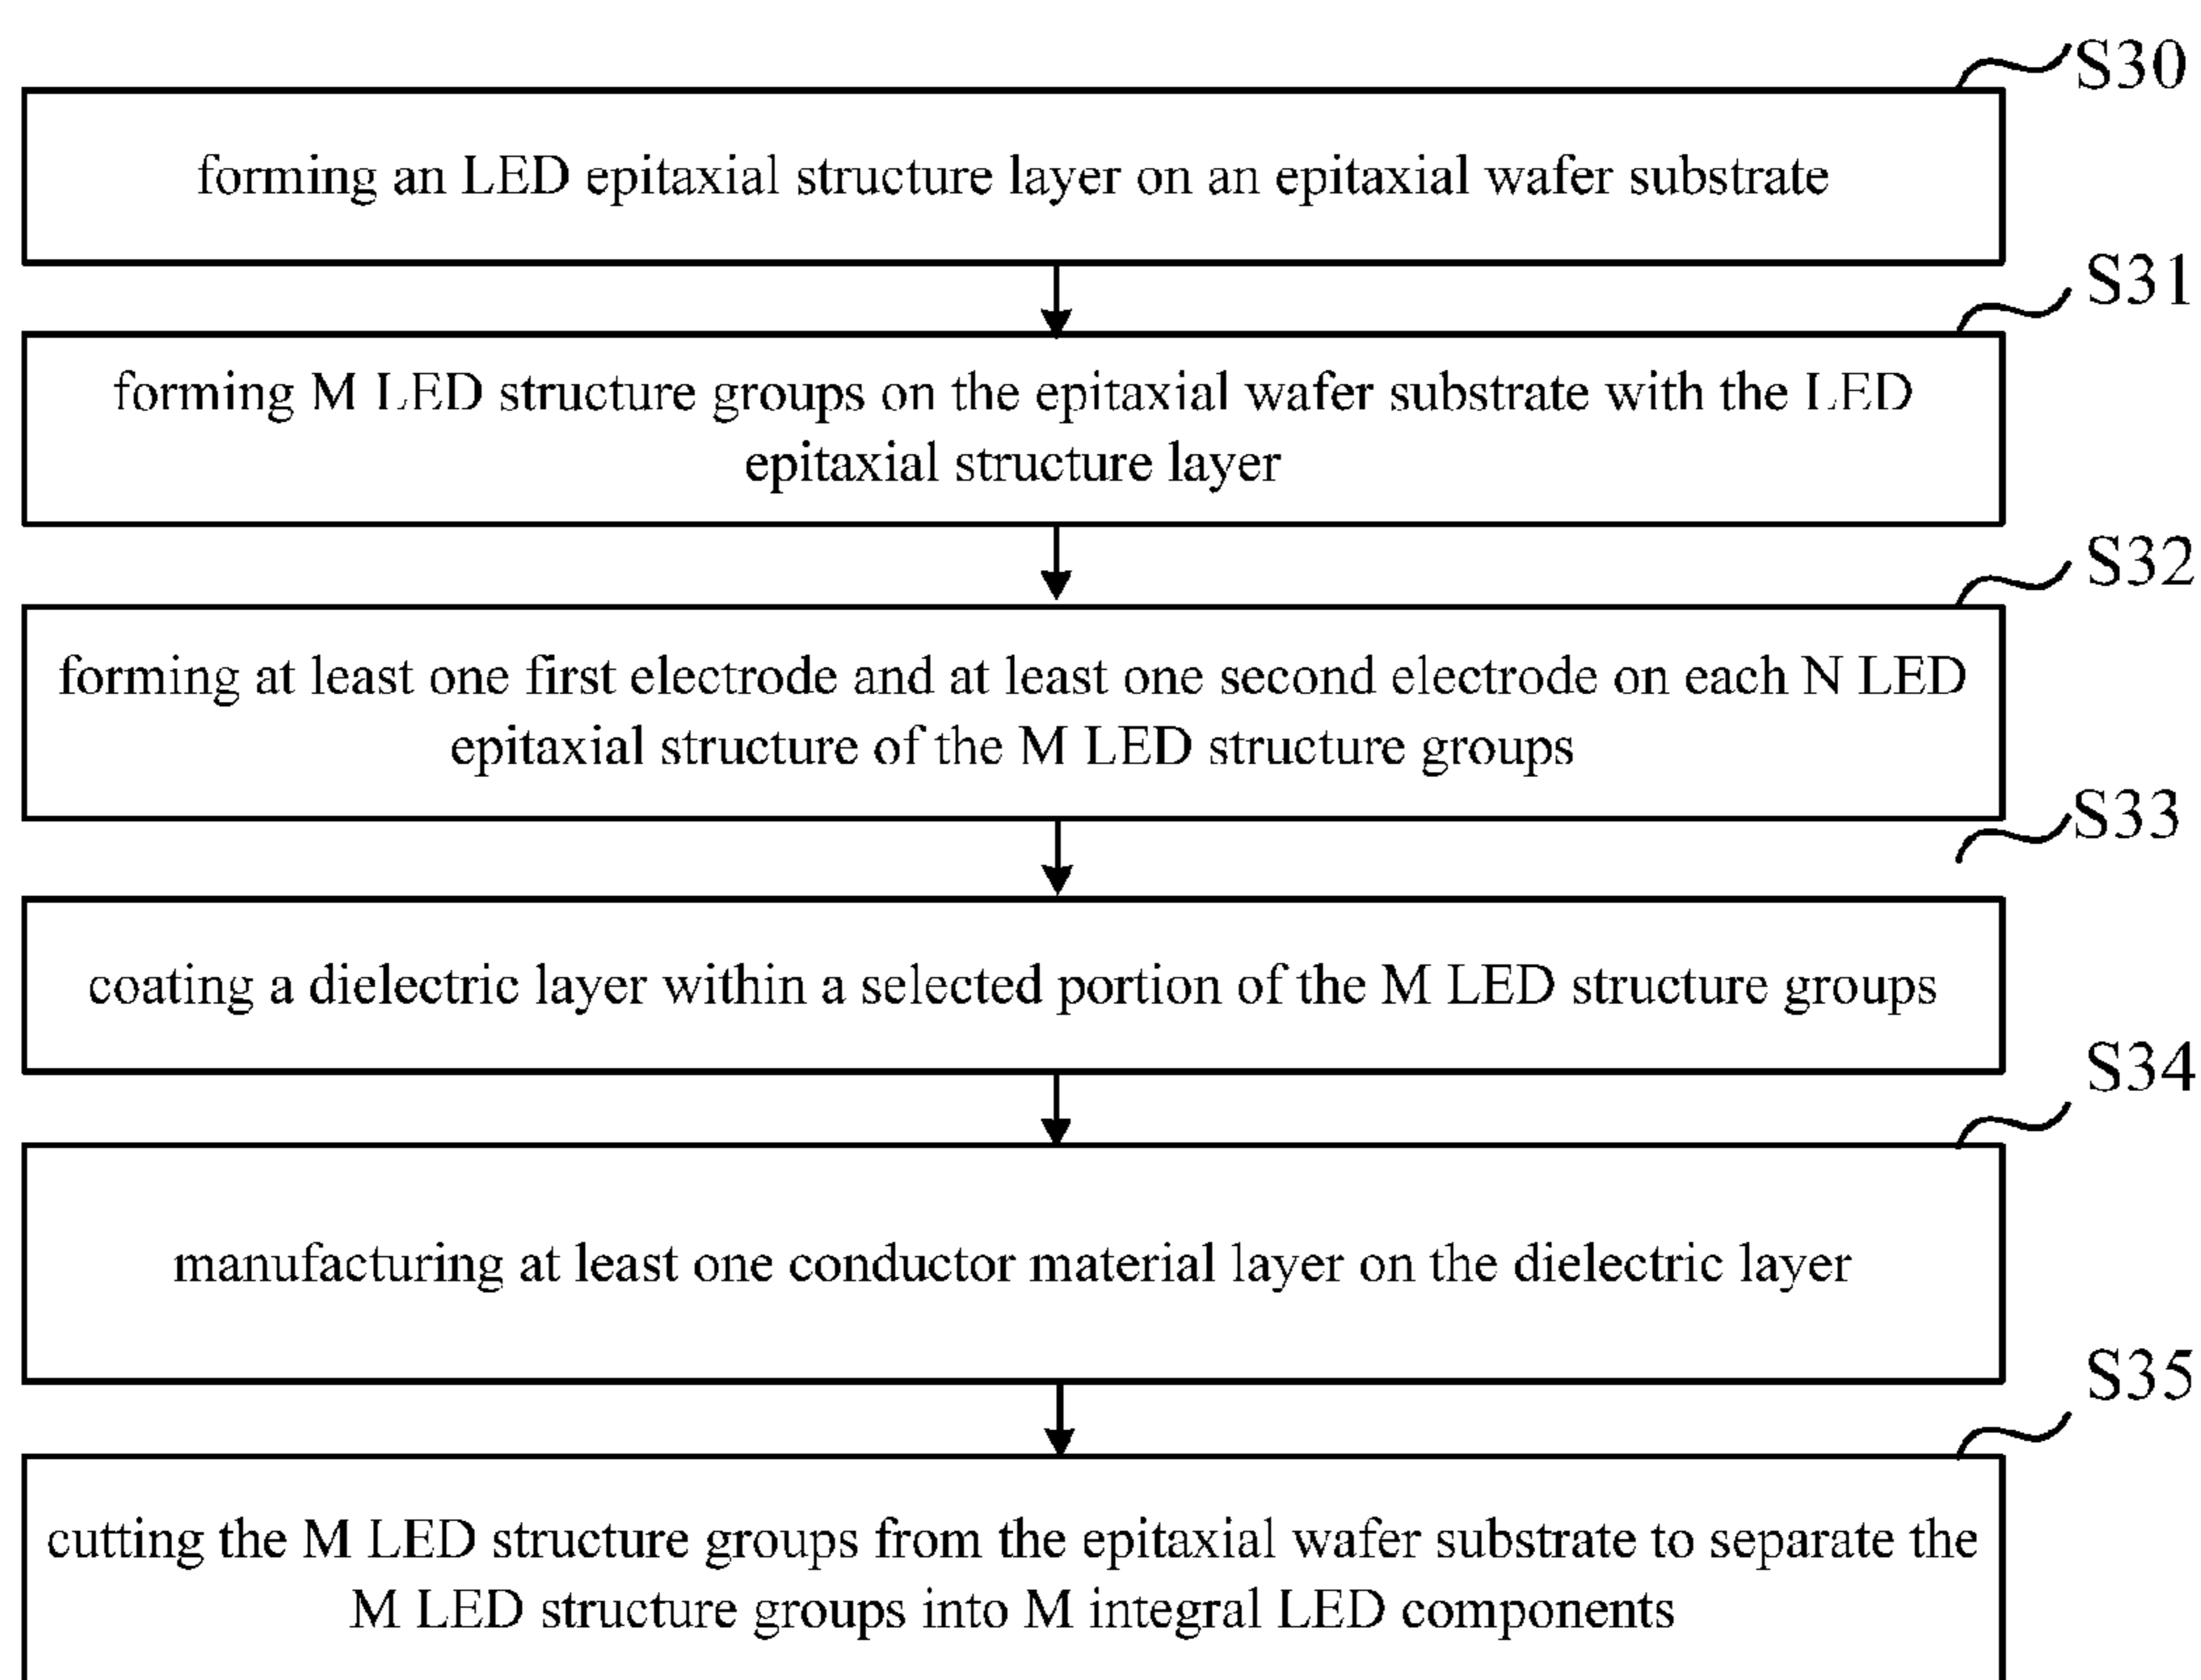 S30
forming an LED epitaxial structure layer on an epitaxial wafer substrate
S31
forming M LED structure groups on the epitaxial wafer substrate with the LED
epitaxial structure layer
S32
forming at least one first electrode and at least one second electrode on each N LED
epitaxial structure of the M LED structure groups
S33
coating a dielectric layer within a selected portion of the M LED structure groups
S34
manufacturing at least one conductor material layer on the dielectric layer
S35
cutting the M LED structure groups from the epitaxial wafer substrate to separate the
M LED structure groups into M integral LED components